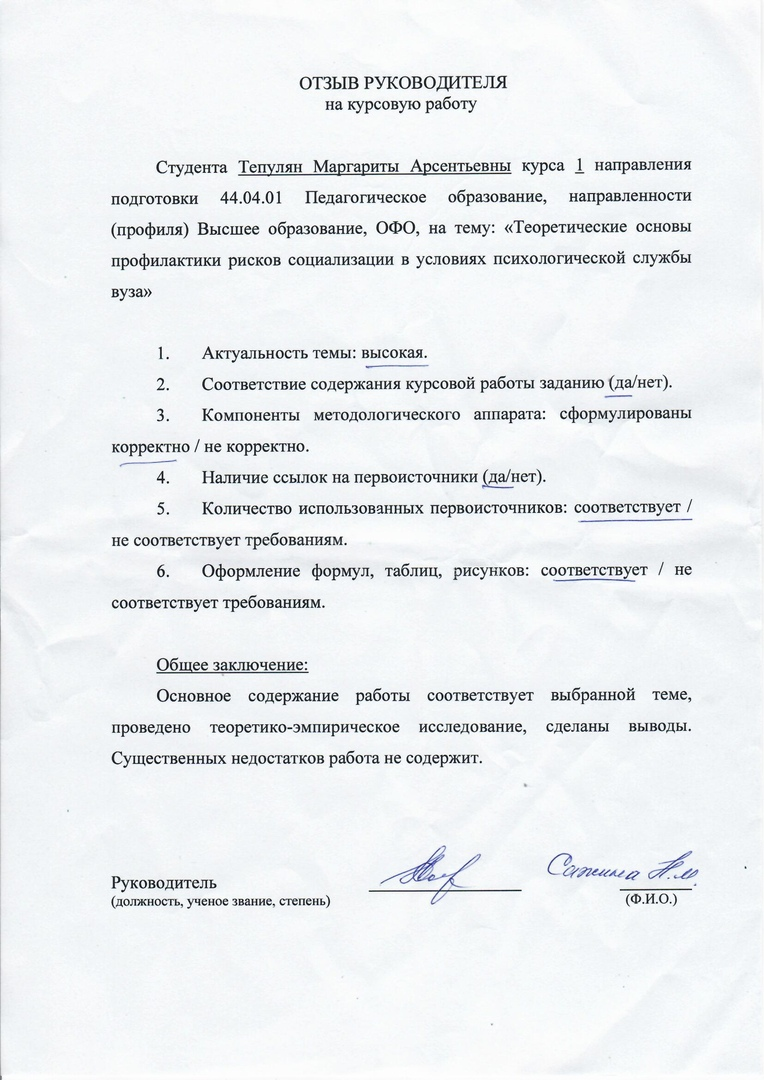 ОТЗЫВ РУКОВОДИТЕЛЯ
на курсовую работу
Студента Тепулян Маргариты Арсентьевны курса 1 направления
подготовки 44.04.01 Педагогическое образование, направленности
(профиля) Высшее образование, ОФО, на тему: «Теоретические основы
профилактики рисков социализации в условиях психологической службы
вуза»
1. Актуальность темы: высокая.
2. Соответствие содержания курсовой работы заданию (да/нет).
3. Компоненты методологического аппарата: сформулированы
корректно / не корректно.
4. Наличие ссылок на первоисточники (да/нет).
5. Количество использованных первоисточников: соответствует /
не соответствует требованиям.
6. Оформление формул, таблиц, рисунков: соответствует / не
соответствует требованиям.
Общее заключение:
Основное содержание работы соответствует выбранной теме,
проведено теоретико-эмпирическое исследование, сделаны выводы.
Существенных недостатков работа не содержит.
Руководитель Сажина Н.М.
(должность, ученое звание, степень) (Ф.И.О.)